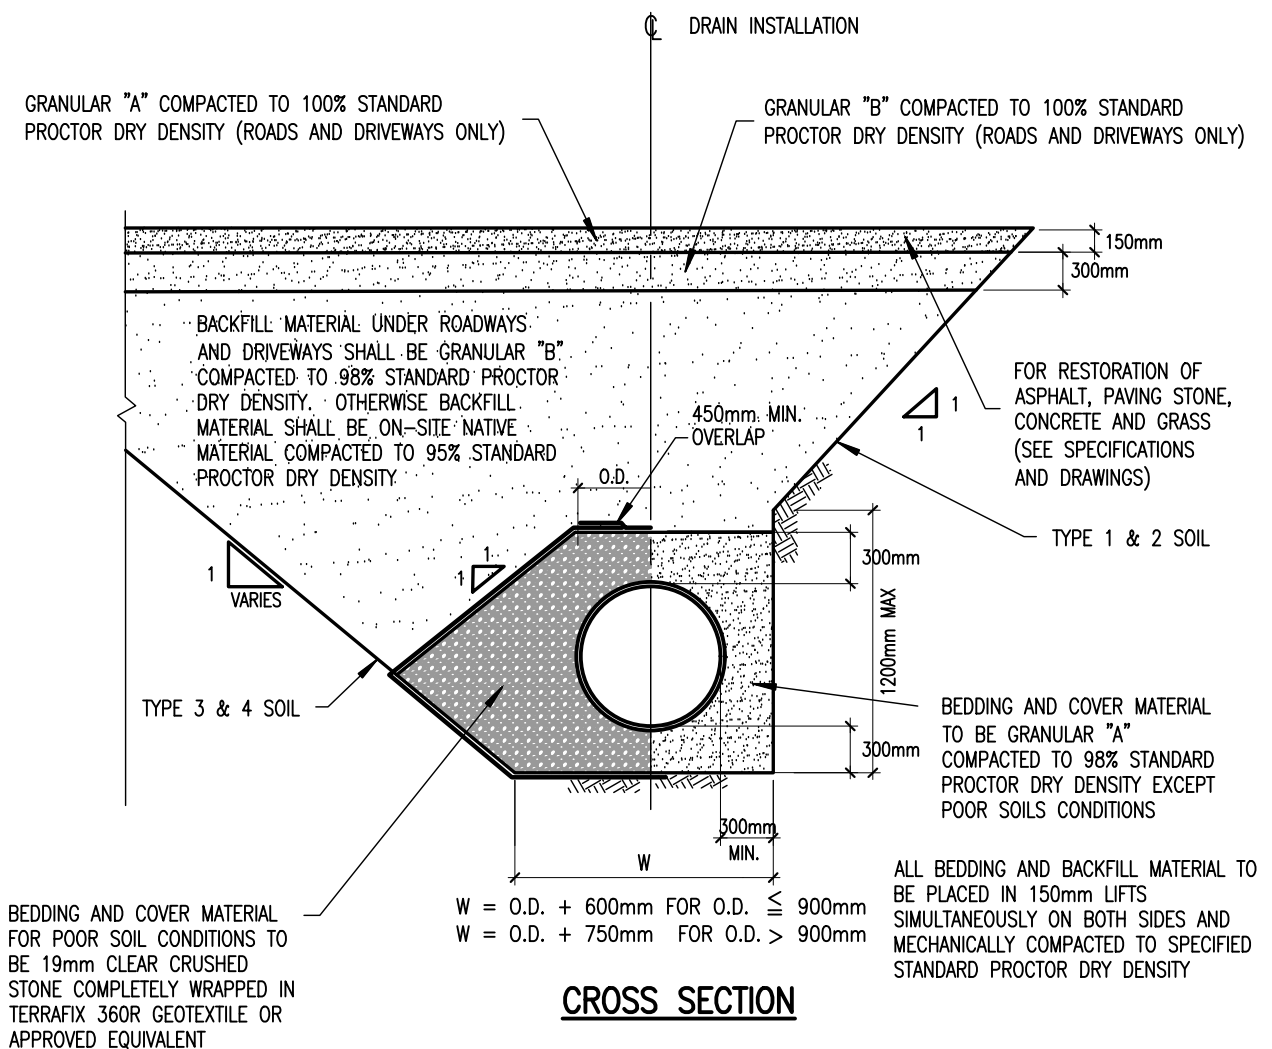 ℄ DRAIN INSTALLATION
GRANULAR "A" COMPACTED TO 100% STANDARD
PROCTOR DRY DENSITY (ROADS AND DRIVEWAYS ONLY)
GRANULAR "B" COMPACTED TO 100% STANDARD
PROCTOR DRY DENSITY (ROADS AND DRIVEWAYS ONLY)
150mm
300mm
BACKFILL MATERIAL UNDER ROADWAYS
AND DRIVEWAYS SHALL BE GRANULAR "B"
COMPACTED TO 98% STANDARD PROCTOR
DRY DENSITY. OTHERWISE BACKFILL
MATERIAL SHALL BE ON-SITE NATIVE
MATERIAL COMPACTED TO 95% STANDARD
PROCTOR DRY DENSITY
450mm MIN.
OVERLAP
O.D.
1
1
FOR RESTORATION OF
ASPHALT, PAVING STONE,
CONCRETE AND GRASS
(SEE SPECIFICATIONS
AND DRAWINGS)
TYPE 1 & 2 SOIL
1
VARIES
1
1
300mm
1200mm MAX
300mm
TYPE 3 & 4 SOIL
BEDDING AND COVER MATERIAL
TO BE GRANULAR "A"
COMPACTED TO 98% STANDARD
PROCTOR DRY DENSITY EXCEPT
POOR SOILS CONDITIONS
300mm
MIN.
W
W = O.D. + 600mm FOR O.D. ≦ 900mm
W = O.D. + 750mm FOR O.D. > 900mm
ALL BEDDING AND BACKFILL MATERIAL TO
BE PLACED IN 150mm LIFTS
SIMULTANEOUSLY ON BOTH SIDES AND
MECHANICALLY COMPACTED TO SPECIFIED
STANDARD PROCTOR DRY DENSITY
BEDDING AND COVER MATERIAL
FOR POOR SOIL CONDITIONS TO
BE 19mm CLEAR CRUSHED
STONE COMPLETELY WRAPPED IN
TERRAFIX 360R GEOTEXTILE OR
APPROVED EQUIVALENT
CROSS SECTION